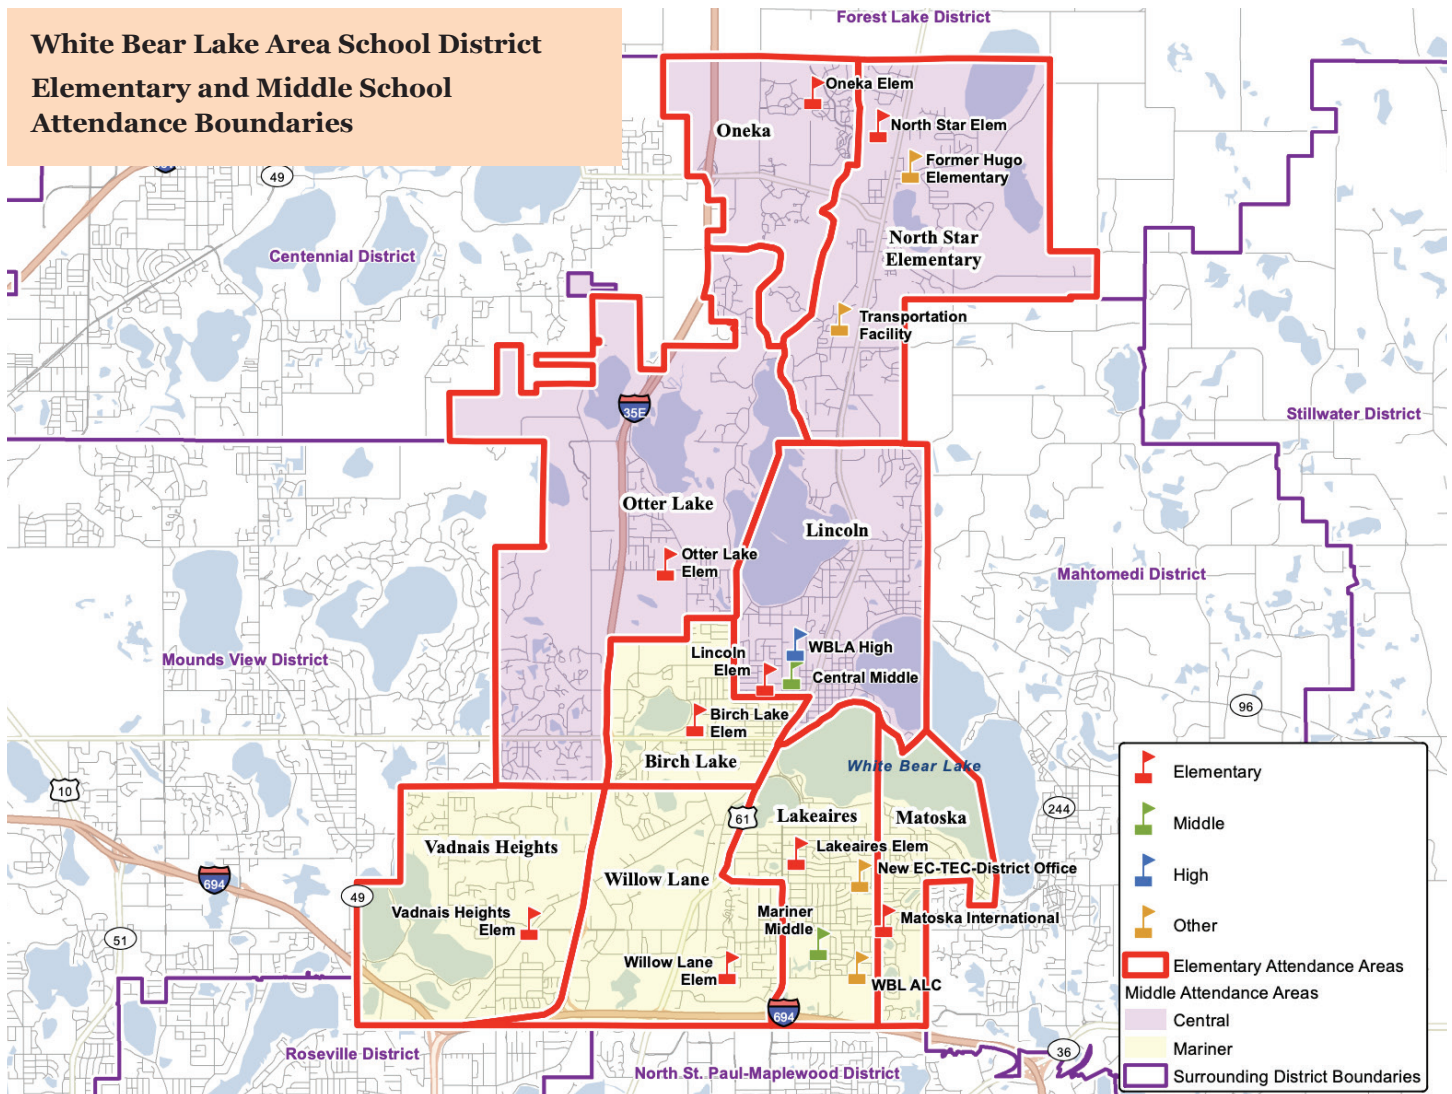 White Bear Lake Area School District
Elementary and Middle School
Attendance Boundaries
Forest Lake District
Oneka Elem
North Star Elem
Oneka
Former Hugo
Elementary
49
North Star
Elementary
Centennial District
Transportation
Facility
35E
Stillwater District
Otter Lake
Lincoln
Otter Lake
Elem
Mahtomedi District
WBLA High
Lincoln
Elem
Central Middle
Mounds View District
96
Birch Lake
Elem
Birch Lake
White Bear Lake
10
244
61
Lakeaires
Matoska
Vadnais Heights
Lakeaires Elem
New EC-TEC-District Office
694
Willow Lane
49
Vadnais Heights
Elem
Mariner
Middle
Matoska International
51
Willow Lane
Elem
WBL ALC
694
Roseville District
36
North St. Paul-Maplewood District
Elementary
Middle
High
Other
Elementary Attendance Areas
Middle Attendance Areas
Central
Mariner
Surrounding District Boundaries